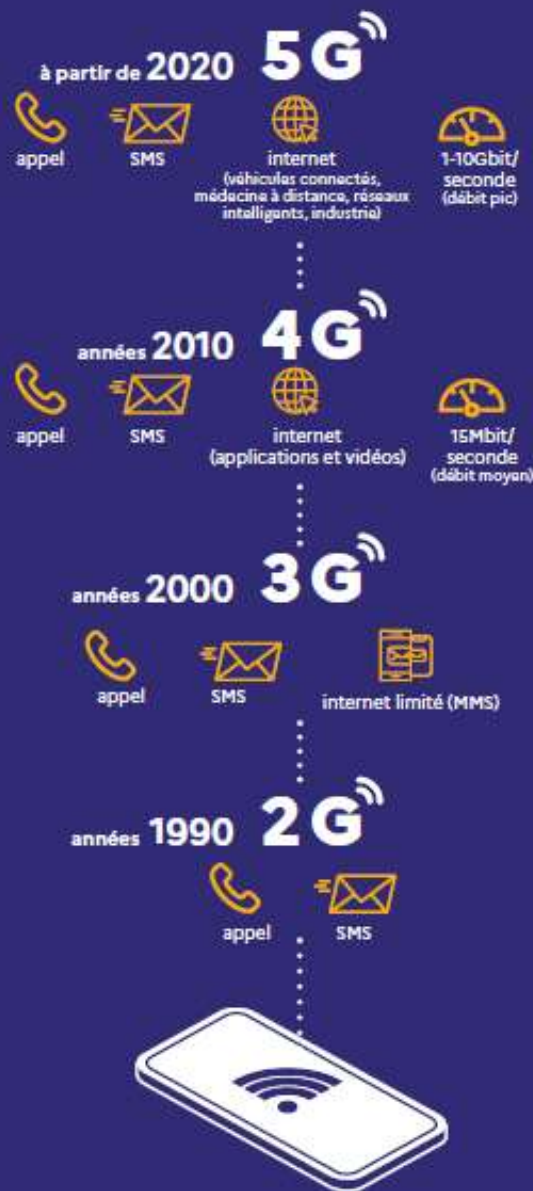 à partir de 2020 5G
appel
SMS
internet
(véhicules connectés,
médecine à distance, réseaux
intelligents, industrie)
1-10Gbit/
seconde
(débit pic)
années 2010 4G
appel
SMS
internet
(applications et vidéos)
15Mbit/
seconde
(débit moyen)
années 2000 3G
appel
SMS
internet limité (MMS)
années 1990 2G
appel
SMS